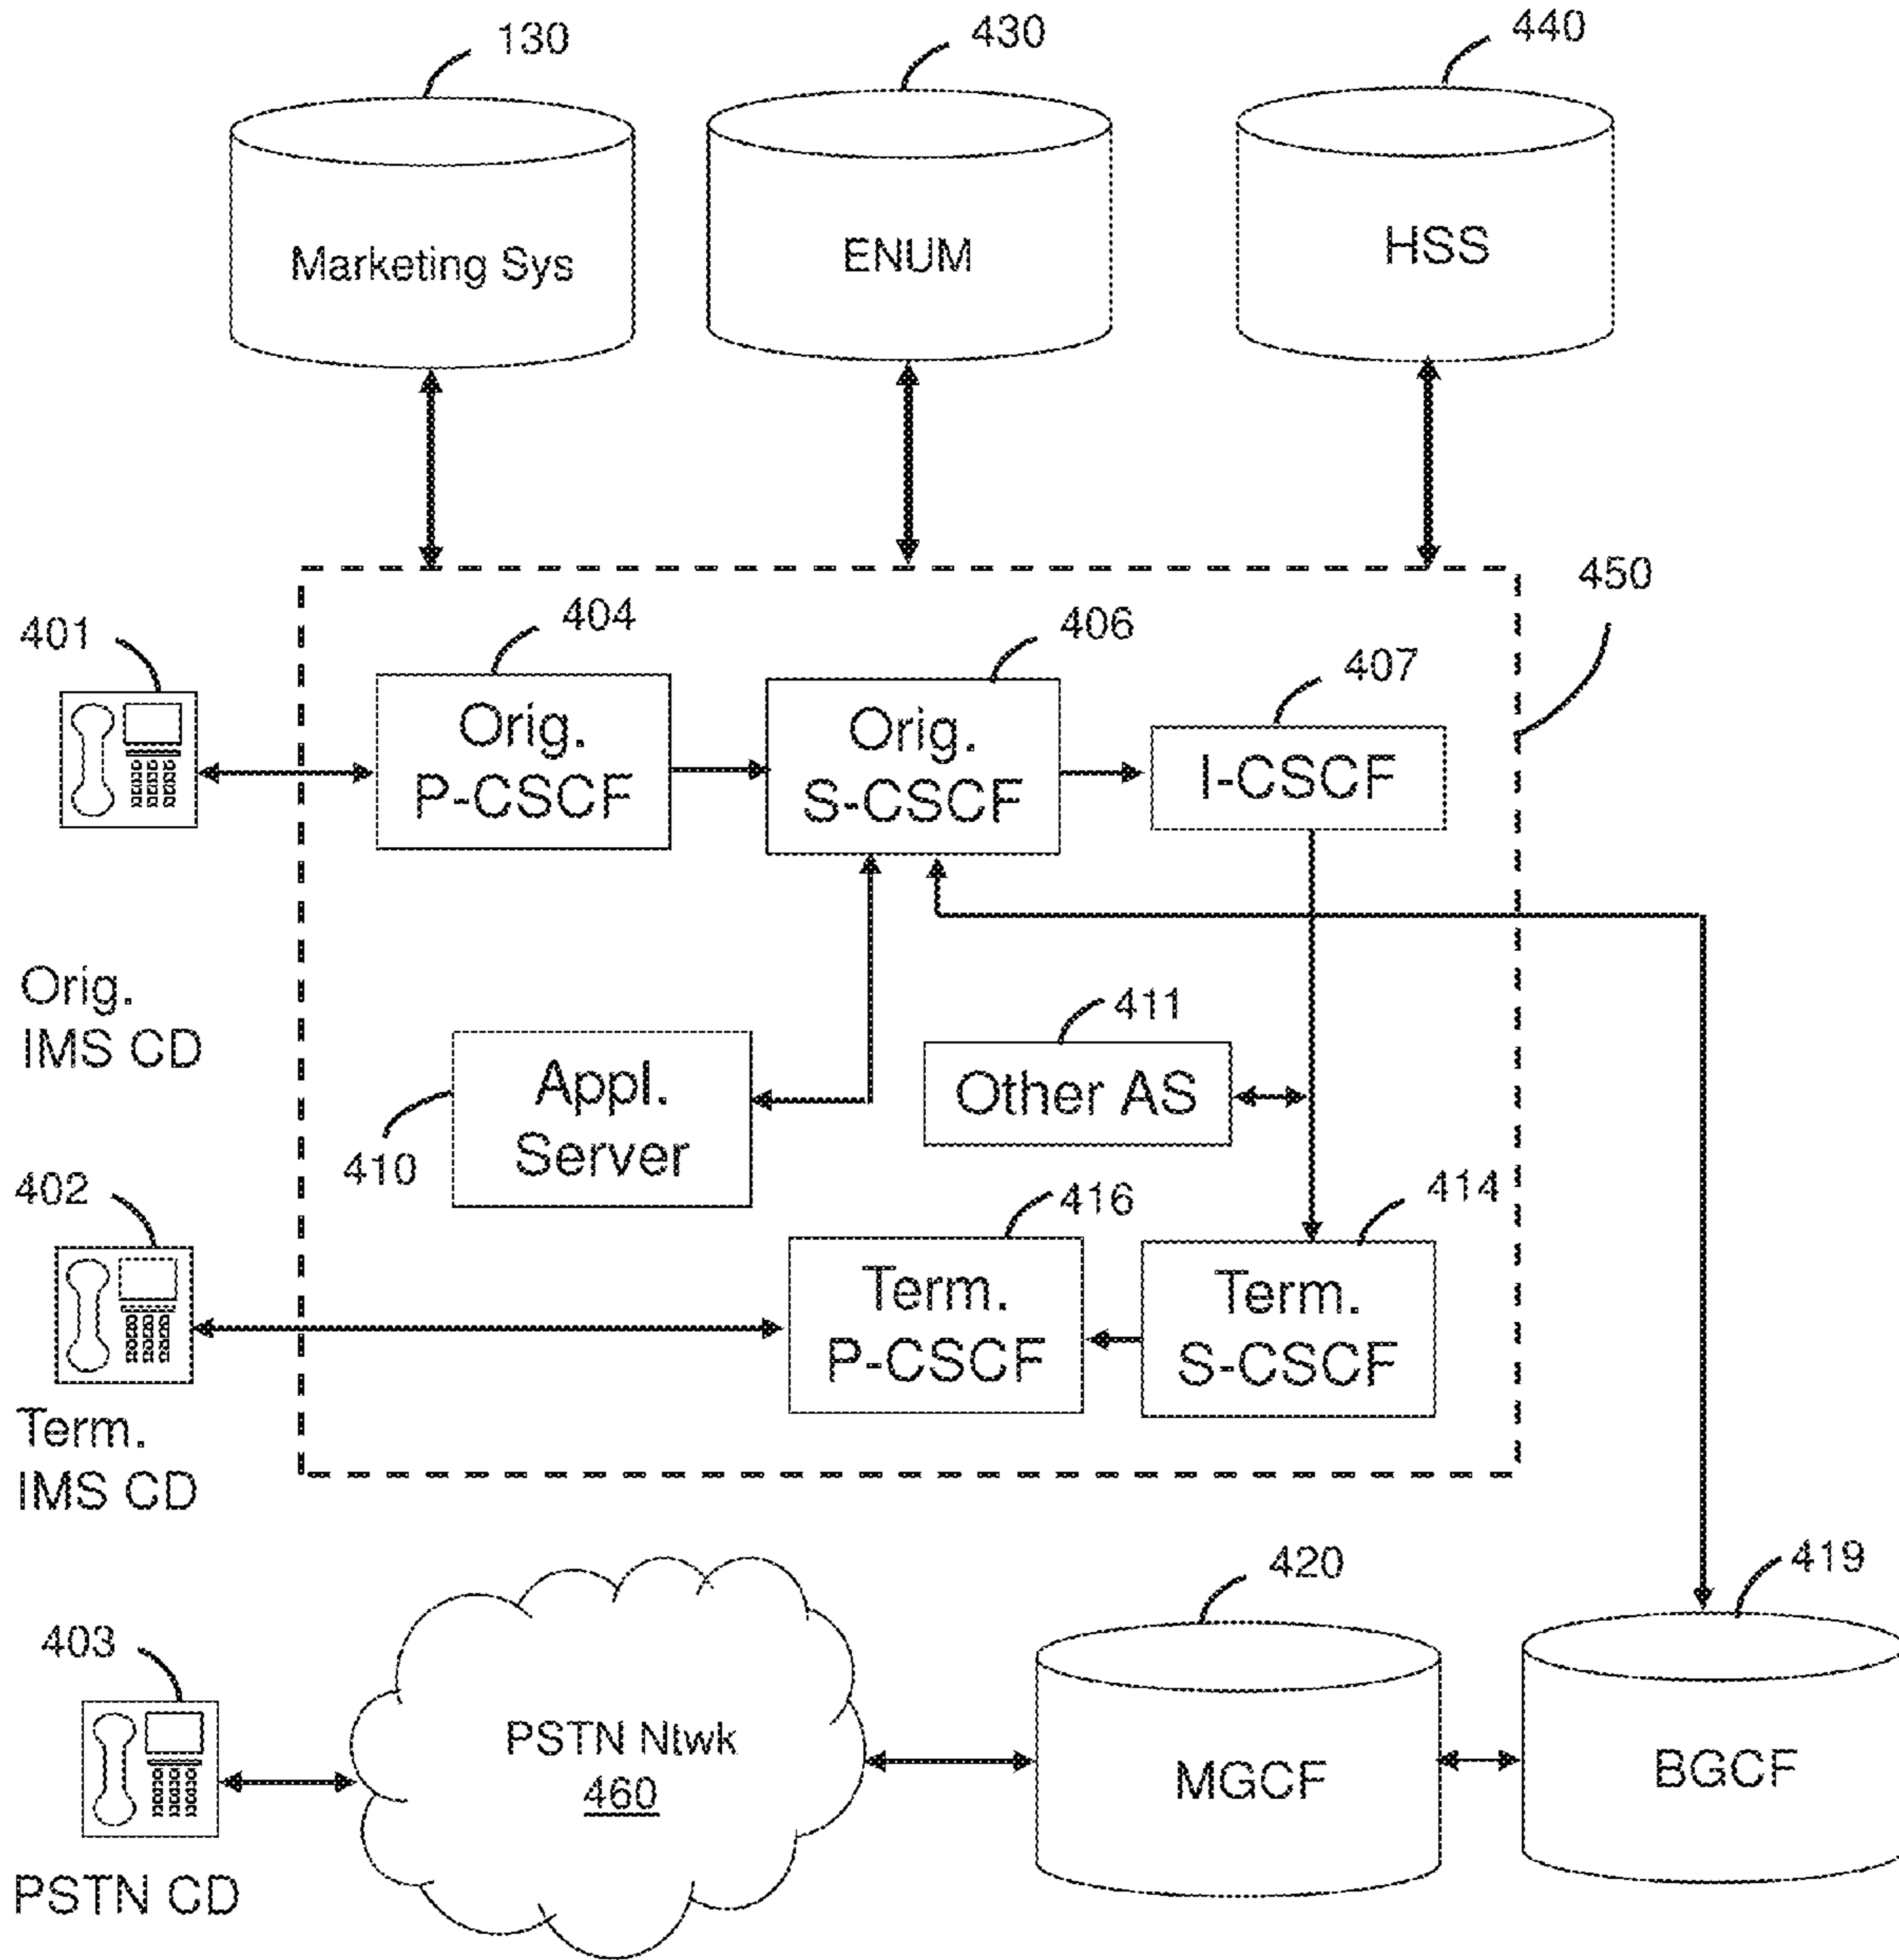 130
430
440
Marketing Sys
ENUM
HSS
450
401
404
406
407
Orig.
P-CSCF
Orig.
S-CSCF
I-CSCF
Orig.
IMS CD
411
Other AS
Appl.
Server
410
402
416
414
Term.
P-CSCF
Term.
S-CSCF
Term.
IMS CD
420
419
403
PSTN Ntwk
460
MGCF
BGCF
PSTN CD